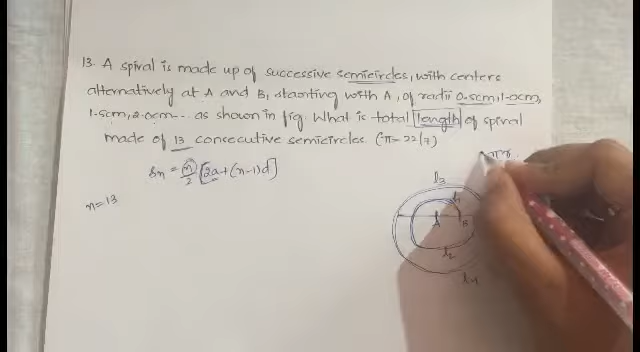 13. A spiral is made up of successive semicircles, with centers
alternatively at A and B, starting with A, of radii 0.5cm, 1.0cm,
1.5cm, 2.0cm... as shown in fig. What is total length of spiral
made of 13 consecutive semicircles. (π = 22/7)
Sn = n/2 [2a + (n-1)d]
πr
n = 13
l3
l1
A
B
l2
l4